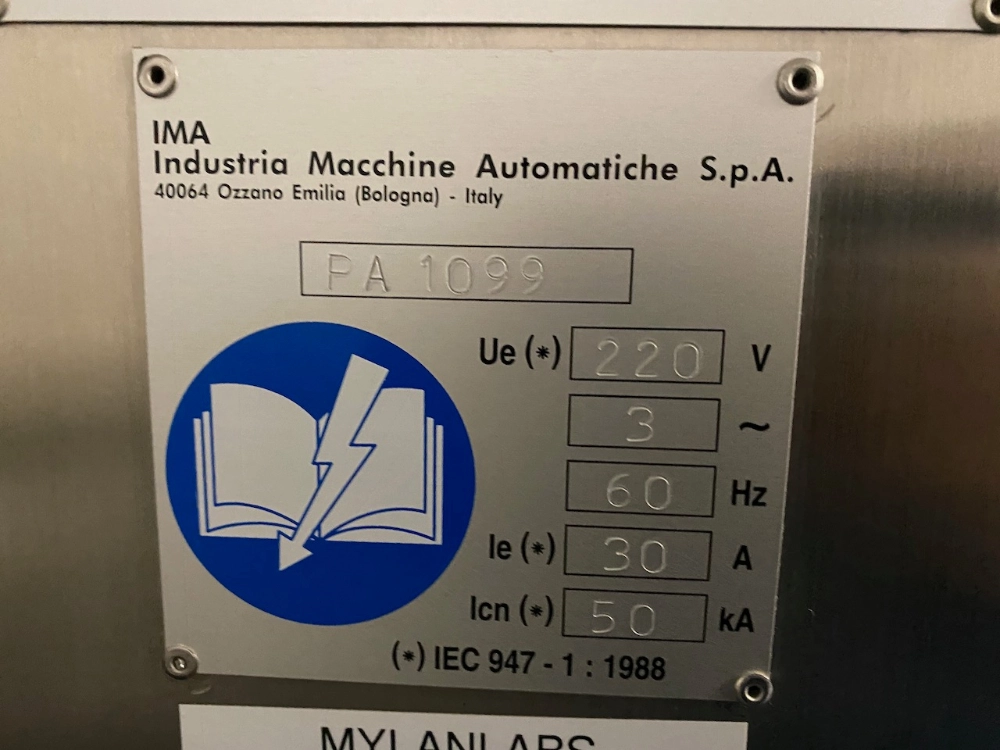 IMA
Industria Macchine Automatiche S.p.A.
40064 Ozzano Emilia (Bologna) - Italy
PA 1099
Ue (*) 220 V
3 ~
60 Hz
Ie (*) 30 A
Icn (*) 50 kA
(*) IEC 947 - 1 : 1988
MYLANLABS